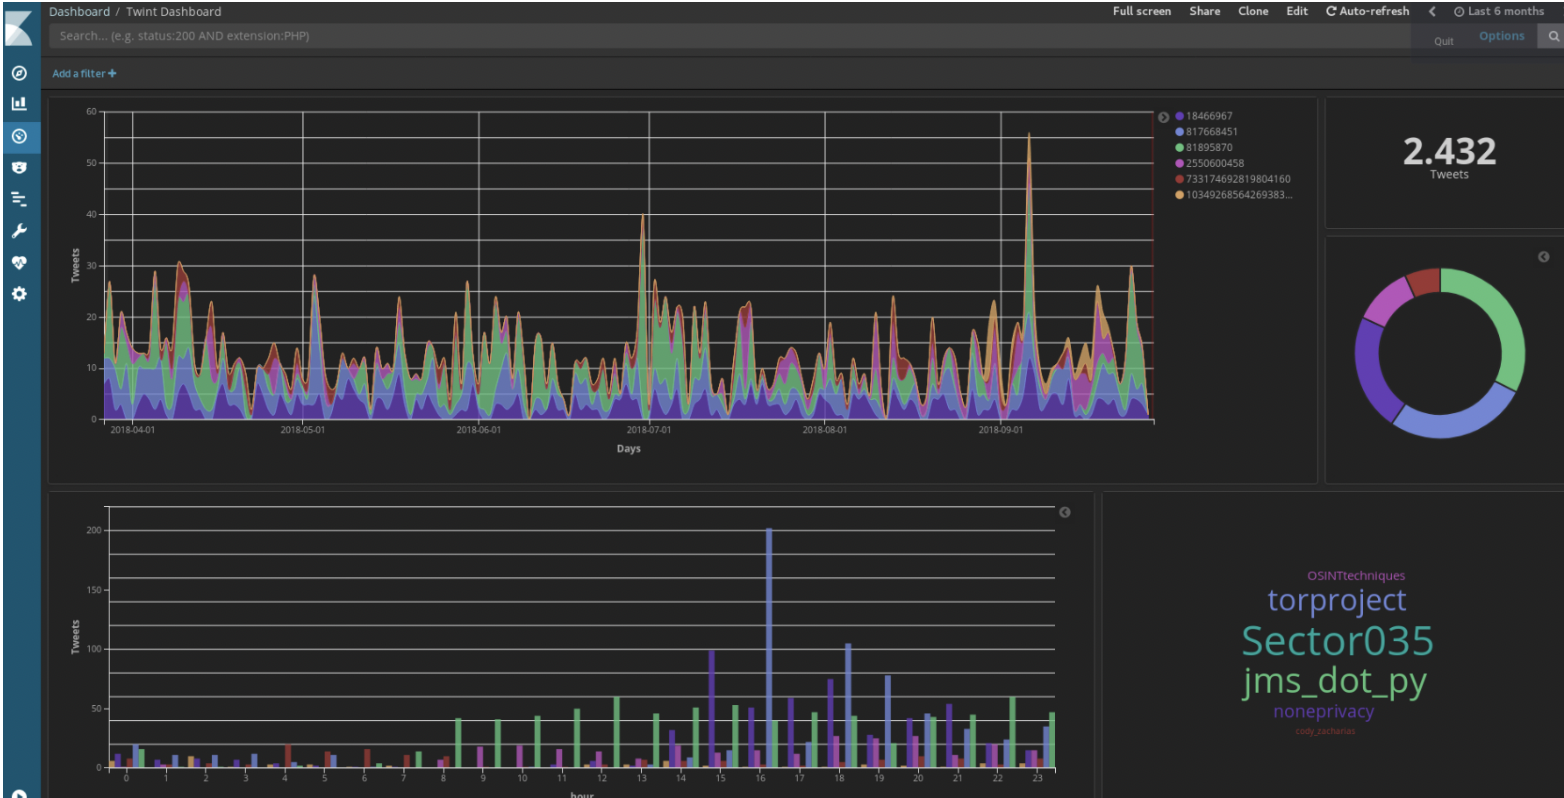 Dashboard / Twint Dashboard
Full screen Share Clone Edit Auto-refresh Last 6 months
Search... (e.g. status:200 AND extension:PHP)
Quit Options
Add a filter
60
50
40
30
20
10
0
Tweets
2018-04-01 2018-05-01 2018-06-01 2018-07-01 2018-08-01 2018-09-01
Days
18466967
817668451
81895870
2550600458
733174692819804160
10349268564269383...
2.432
Tweets
200
150
100
50
0
Tweets
0 1 2 3 4 5 6 7 8 9 10 11 12 13 14 15 16 17 18 19 20 21 22 23
hour
OSINTtechniques
torproject
Sector035
jms_dot_py
noneprivacy
cody_zacharias